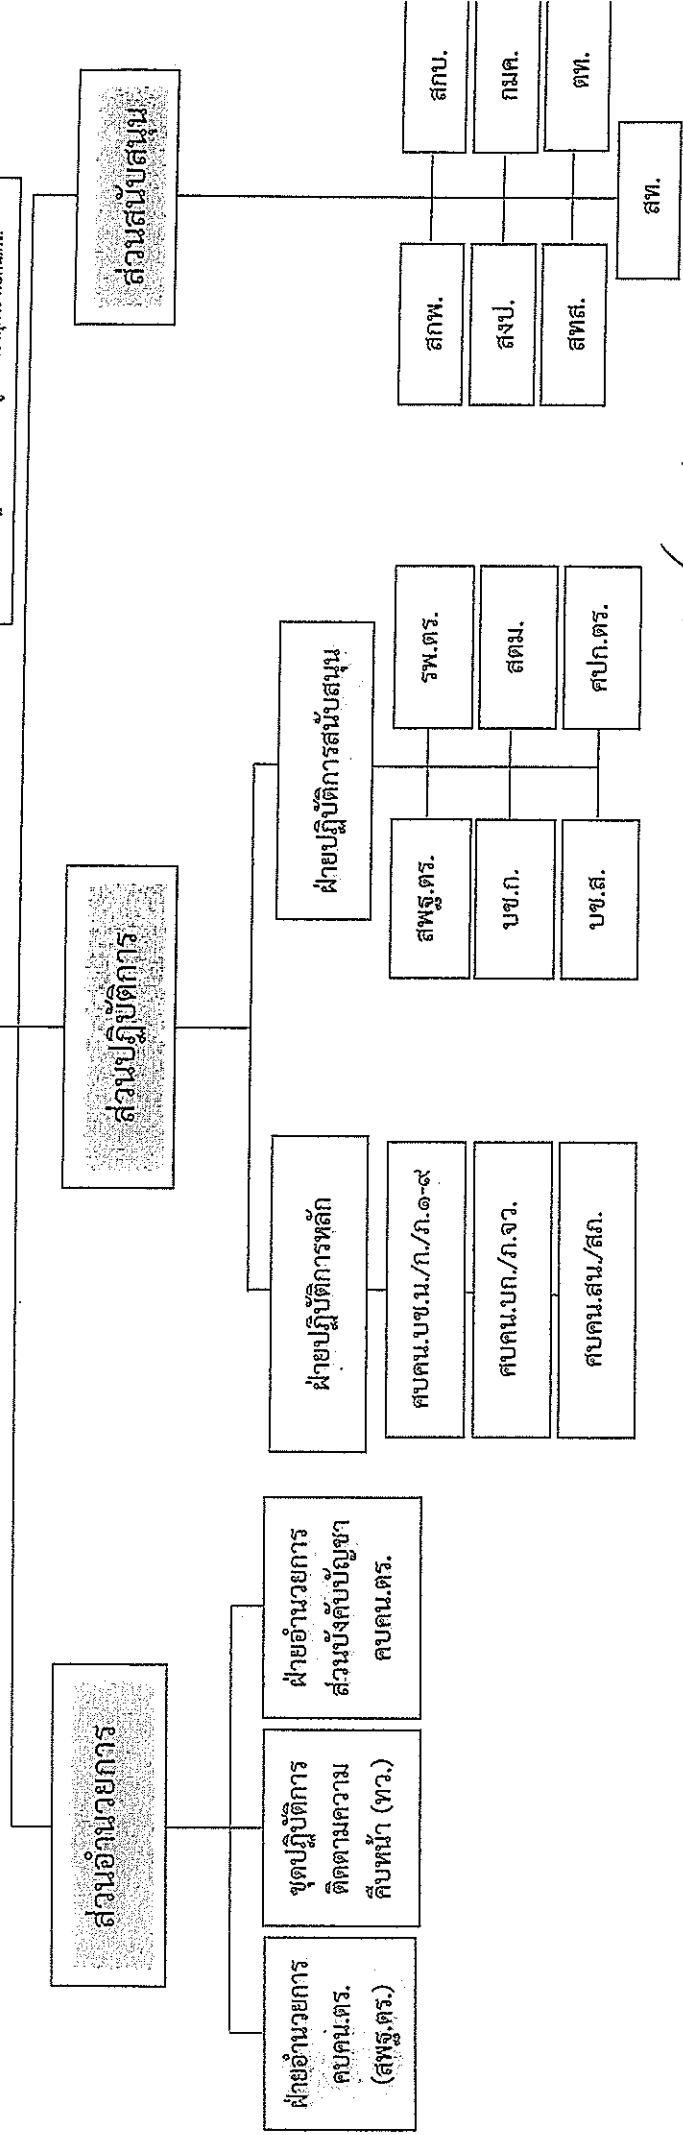 ส่วนอำนวยการ
ส่วนปฏิบัติการ
ส่วนสนับสนุน
ฝ่ายอำนวยการ
ศบคน.ตร.
(สพฐ.ตร.)
ชุดปฏิบัติการ
ติดตามความ
คืบหน้า (ทว.)
ฝ่ายอำนวยการ
ส่วนบังคับบัญชา
ศบคน.ตร.
ฝ่ายปฏิบัติการหลัก
ศบคน.บช.น./ก./ภ.๑-๙
ศบคน.บก./ภ.จว.
ศบคน.สน./สภ.
ฝ่ายปฏิบัติการสนับสนุน
สพฐ.ตร.
รพ.ตร.
บช.ก.
สตม.
บช.ส.
ศปก.ตร.
สกพ.
สกบ.
สงป.
กมค.
สทส.
ตท.
สท.